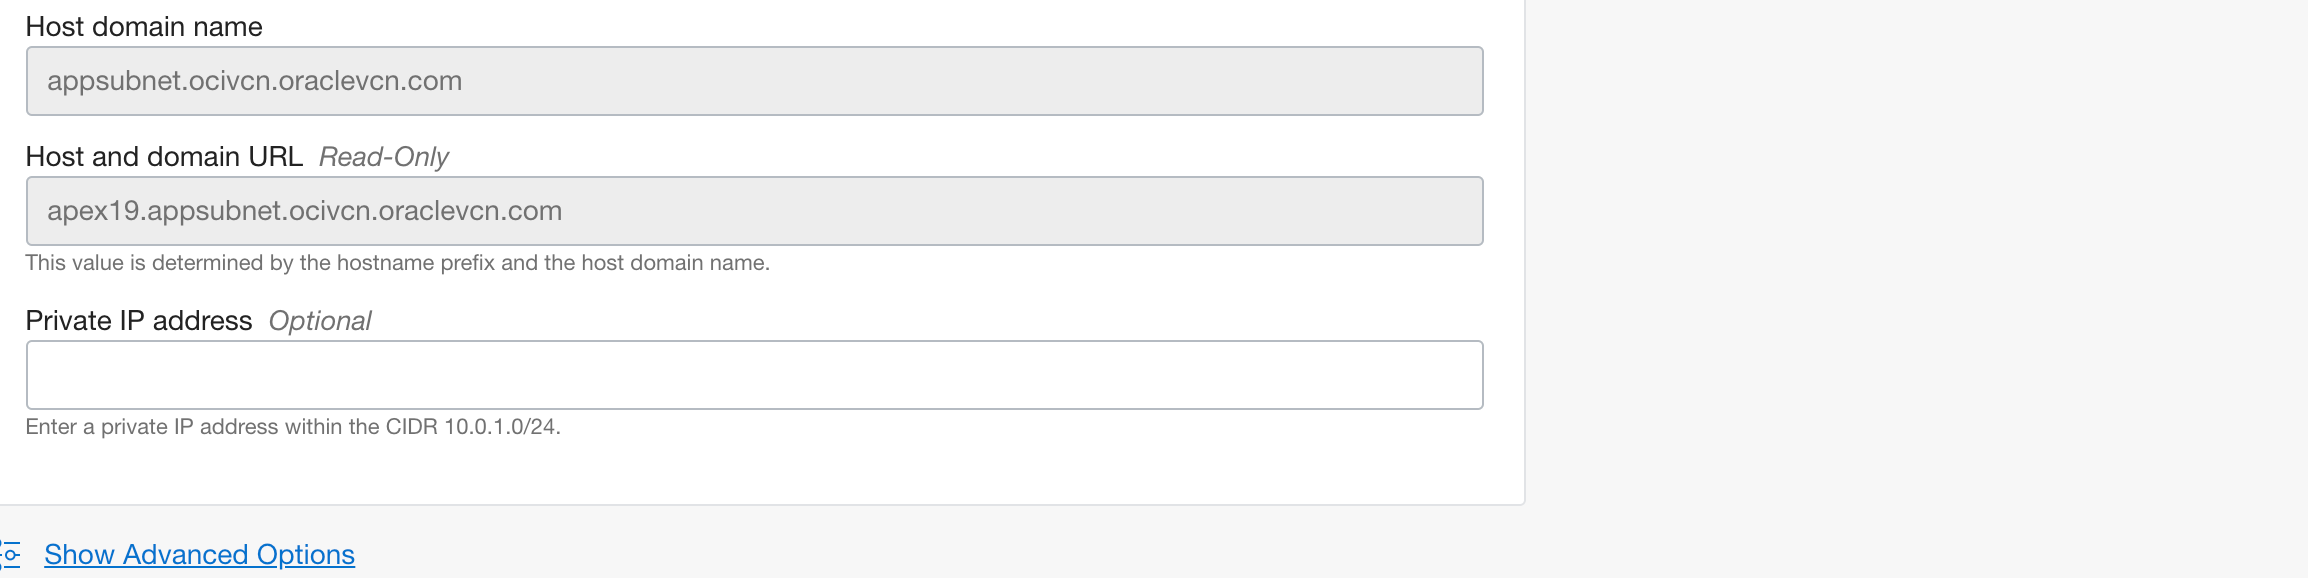 Host domain name
appsubnet.ocivcn.oraclevcn.com
Host and domain URL Read-Only
apex19.appsubnet.ocivcn.oraclevcn.com
This value is determined by the hostname prefix and the host domain name.
Private IP address Optional
Enter a private IP address within the CIDR 10.0.1.0/24.
Show Advanced Options